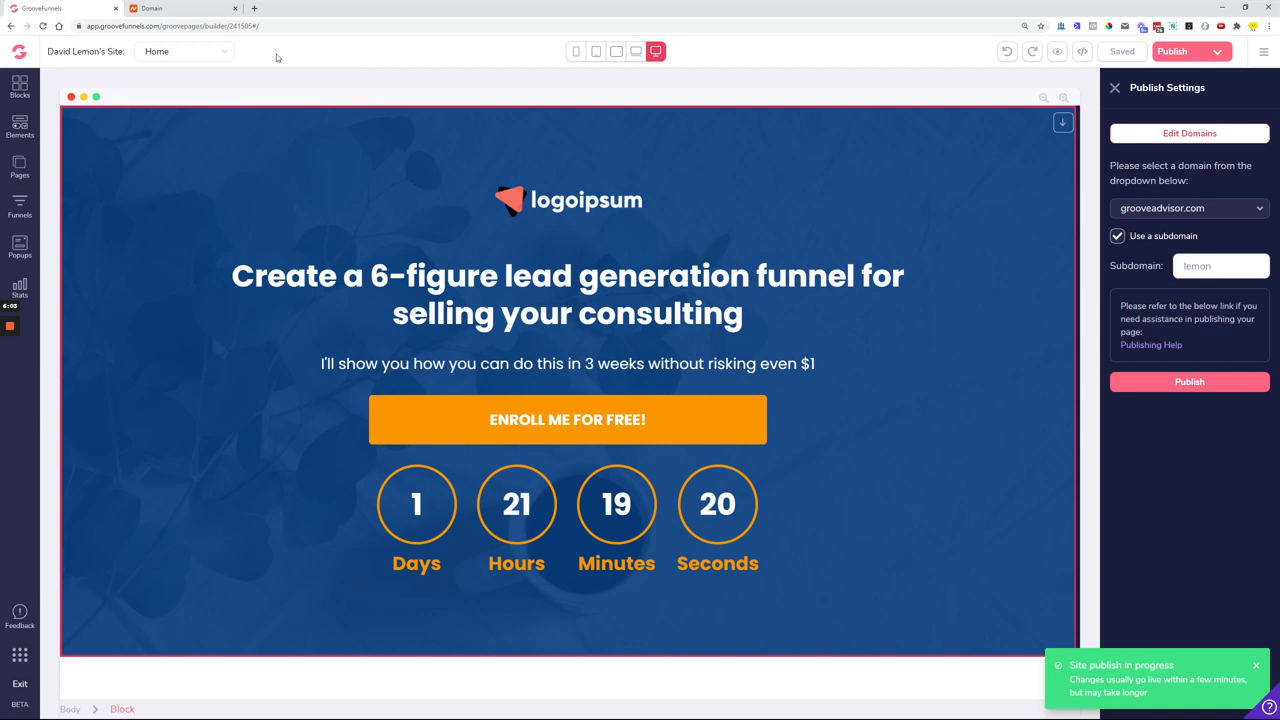 GrooveFunnels
Domain
app.groovefunnels.com/groovepages/builder/241505#/
David Lemon's Site:
Home
Saved
Publish
Blocks
Elements
Pages
Funnels
Popups
Stats
6:03
Feedback
Exit
BETA
logoipsum
Create a 6-figure lead generation funnel for
selling your consulting
I'll show you how you can do this in 3 weeks without risking even $1
ENROLL ME FOR FREE!
1
21
19
20
Days
Hours
Minutes
Seconds
Body
Block
Publish Settings
Edit Domains
Please select a domain from the
dropdown below:
grooveadvisor.com
Use a subdomain
Subdomain:
lemon
Please refer to the below link if you
need assistance in publishing your
page:
Publishing Help
Publish
Site publish in progress
Changes usually go live within a few minutes,
but may take longer